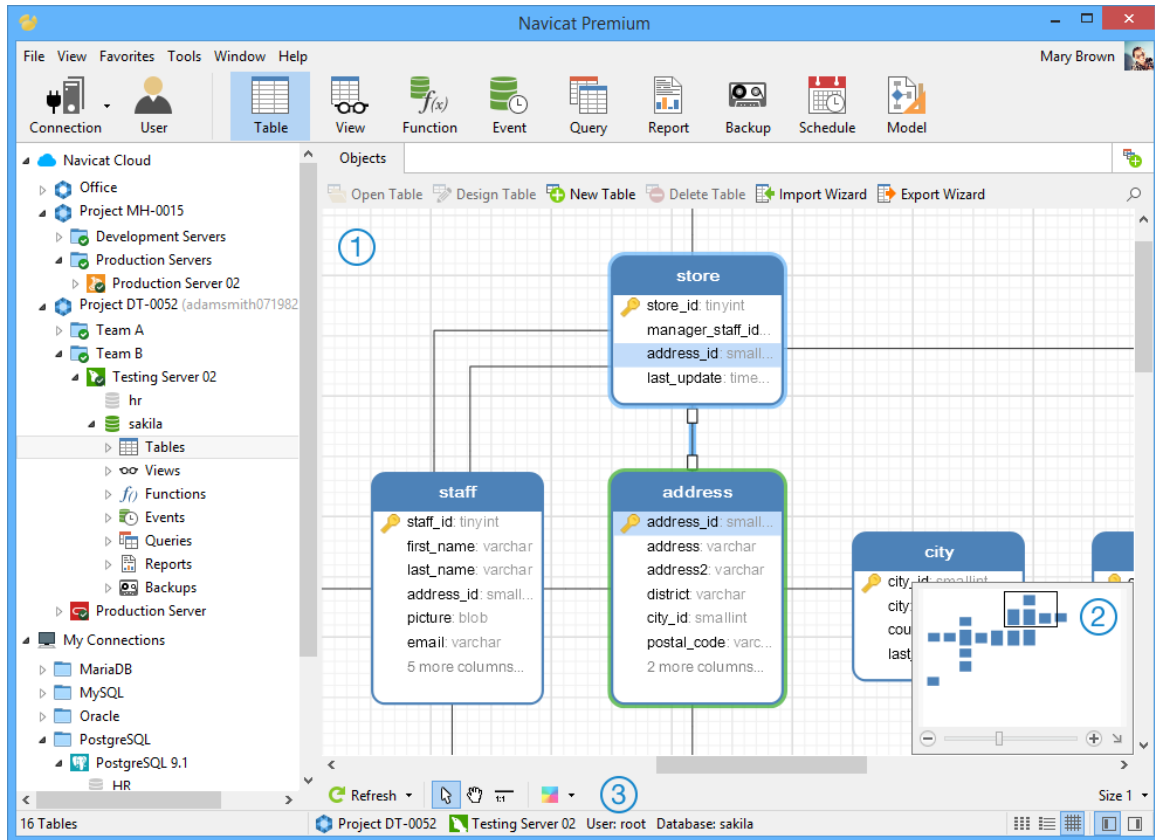 Navicat Premium
File View Favorites Tools Window Help
Mary Brown
Connection User Table View Function Event Query Report Backup Schedule Model
Objects
Open Table Design Table New Table Delete Table Import Wizard Export Wizard
Navicat Cloud
Office
Project MH-0015
Development Servers
Production Servers
Production Server 02
Project DT-0052 (adamsmith071982
Team A
Team B
Testing Server 02
hr
sakila
Tables
Views
f() Functions
Events
Queries
Reports
Backups
Production Server
My Connections
MariaDB
MySQL
Oracle
PostgreSQL
PostgreSQL 9.1
HR
1
store
store_id: tinyint
manager_staff_id...
address_id: small...
last_update: time...
staff
staff_id: tinyint
first_name: varchar
last_name: varchar
address_id: small...
picture: blob
email: varchar
5 more columns...
address
address_id: small...
address: varchar
address2: varchar
district: varchar
city_id: smallint
postal_code: varc...
2 more columns...
city
city_id: smallint
city:
cou
last_
2
Refresh
1:1
3
Size 1
16 Tables
Project DT-0052 Testing Server 02 User: root Database: sakila